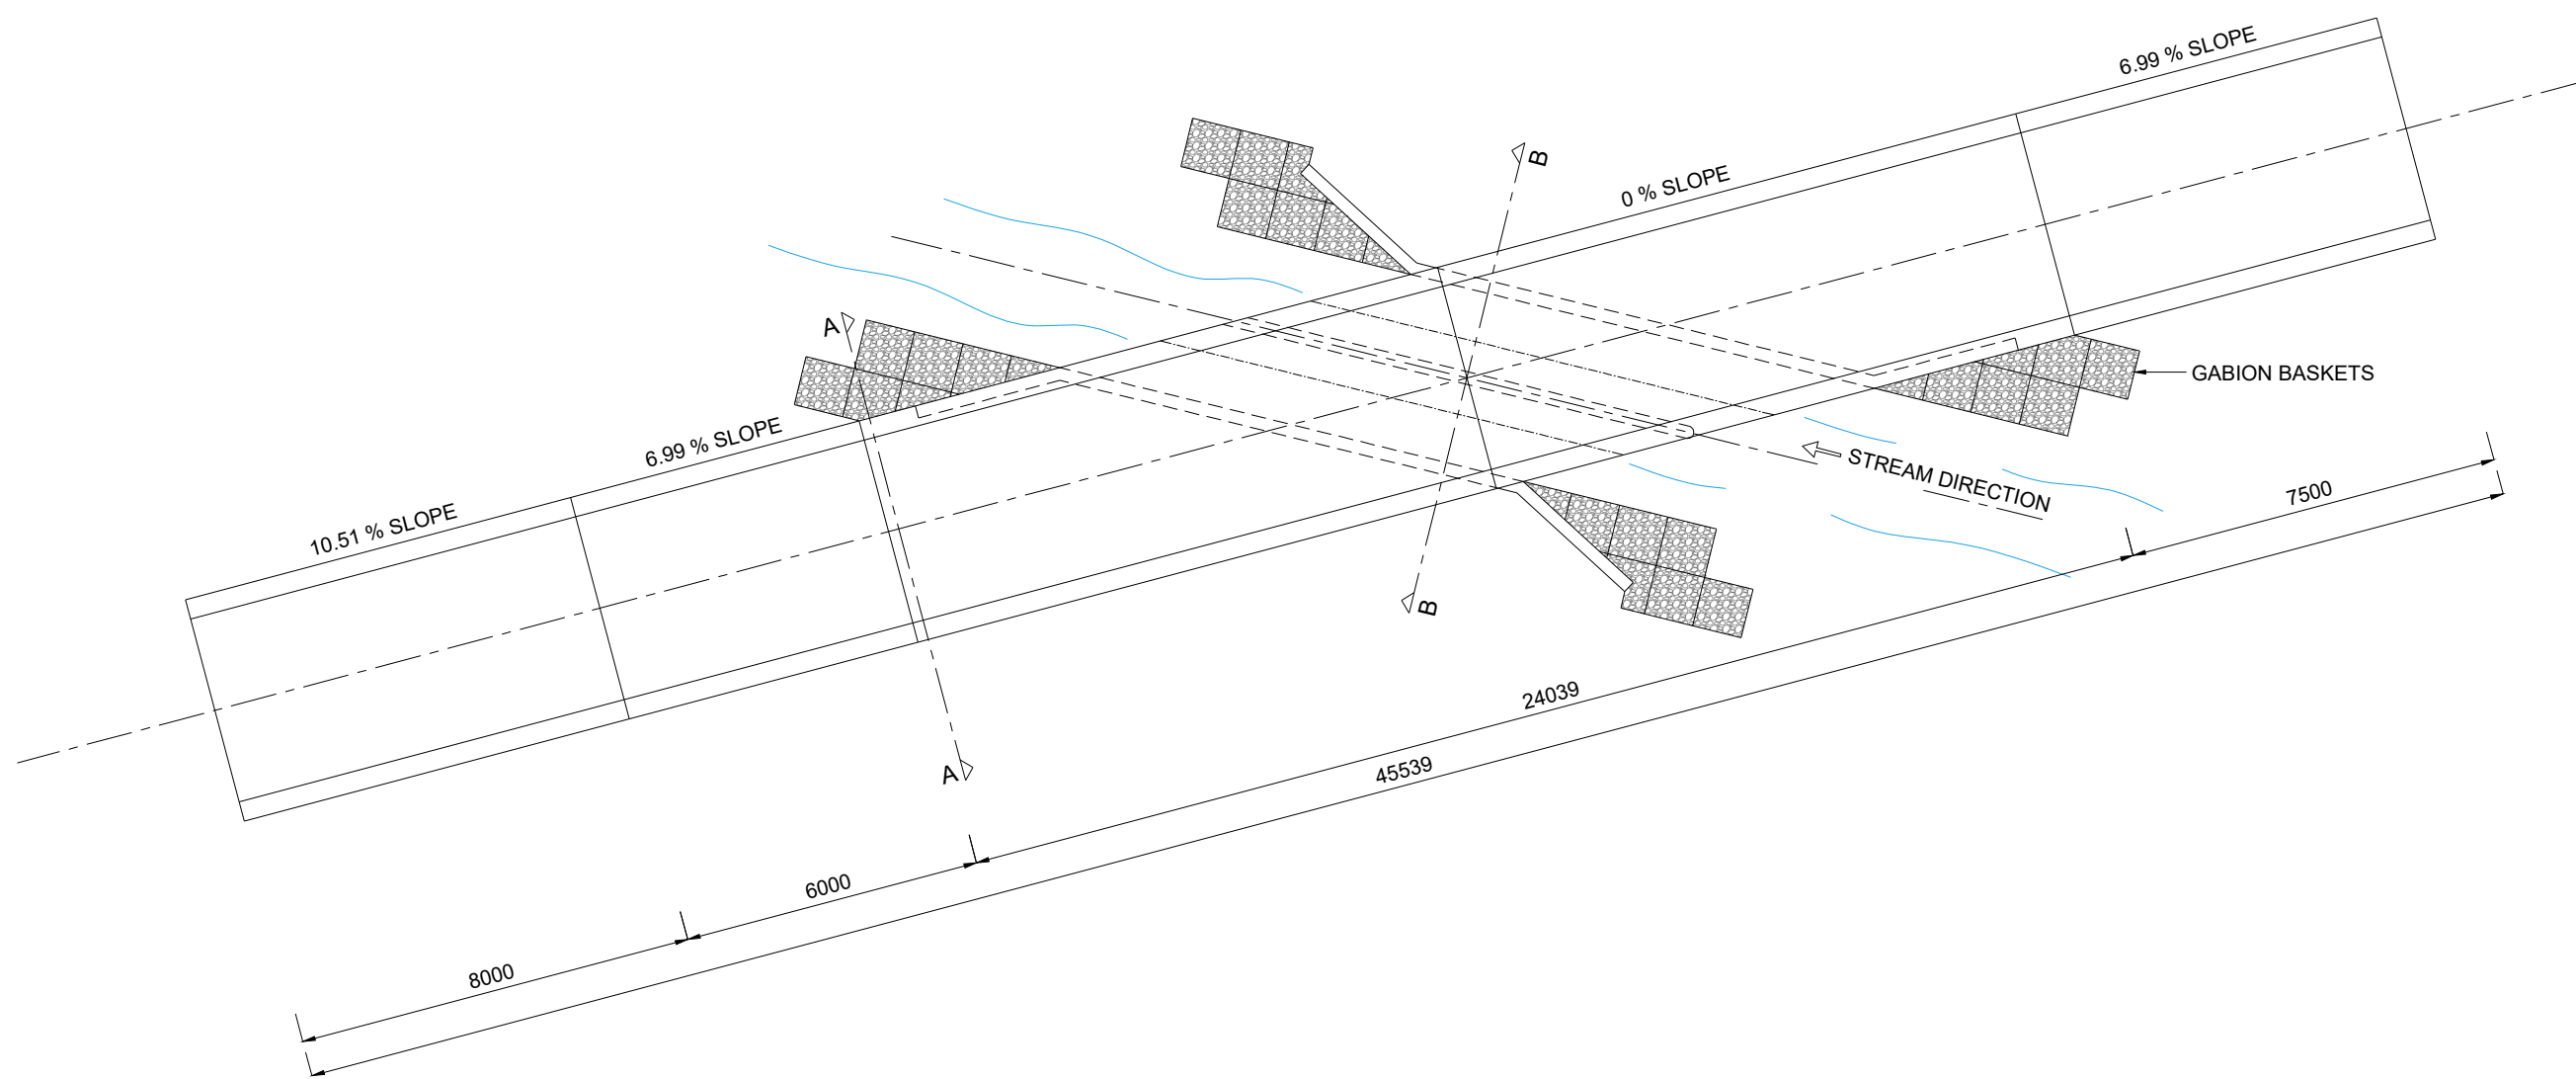 6.99 % SLOPE
B
0 % SLOPE
A
GABION BASKETS
6.99 % SLOPE
STREAM DIRECTION
7500
10.51 % SLOPE
B
24039
45539
A
6000
8000